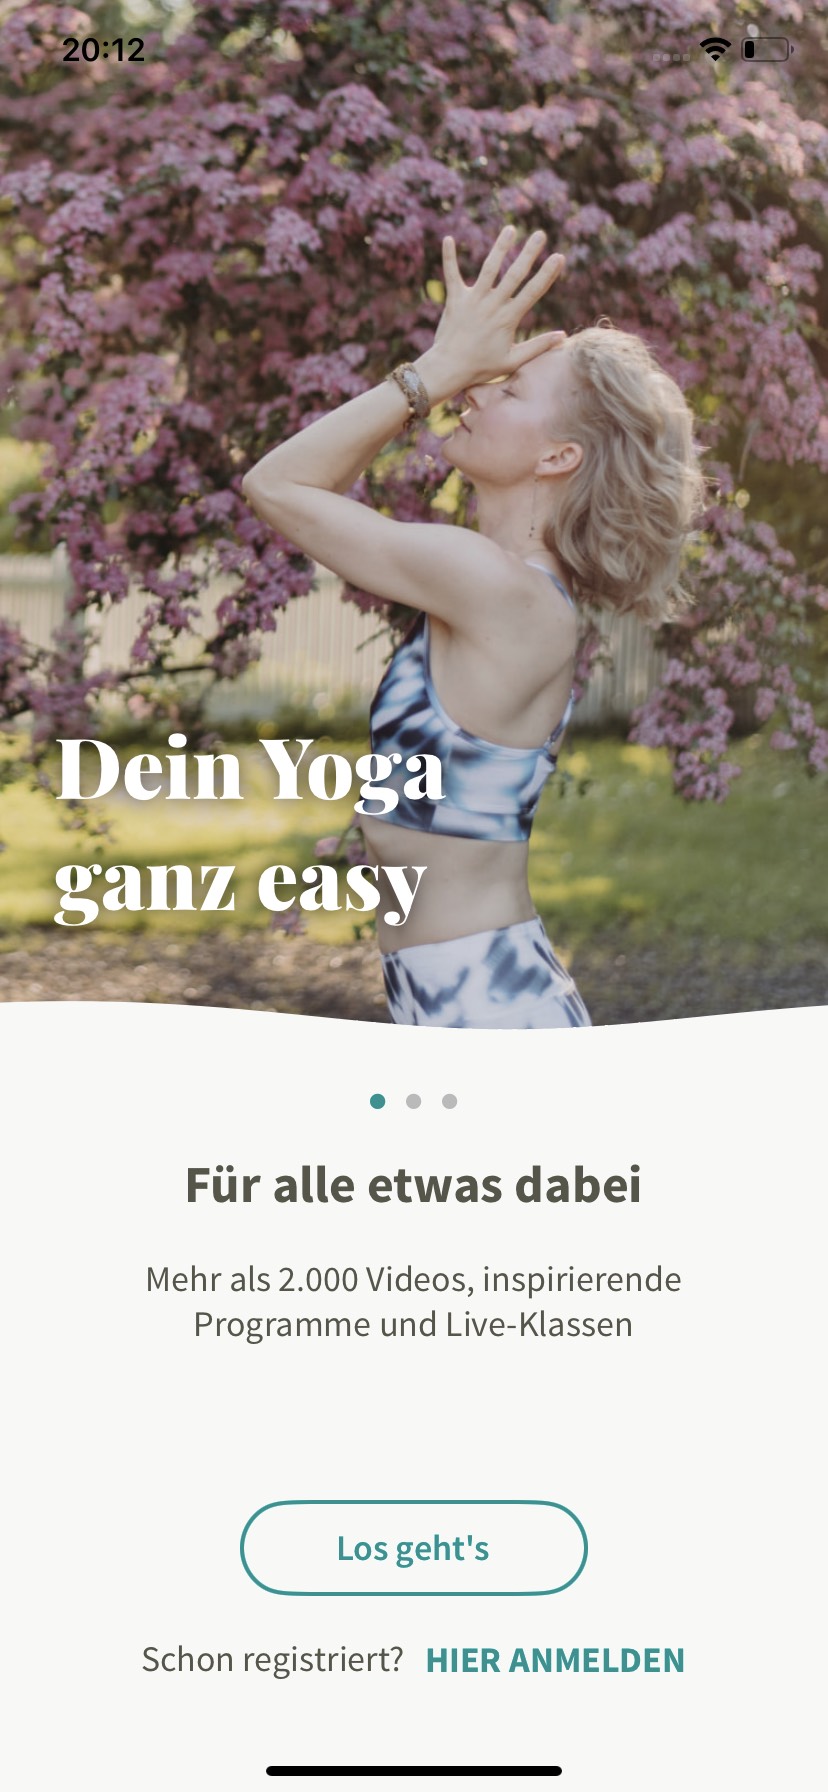 20:12
Dein Yoga
ganz easy
Für alle etwas dabei
Mehr als 2.000 Videos, inspirierende
Programme und Live-Klassen
Los geht's
Schon registriert? HIER ANMELDEN